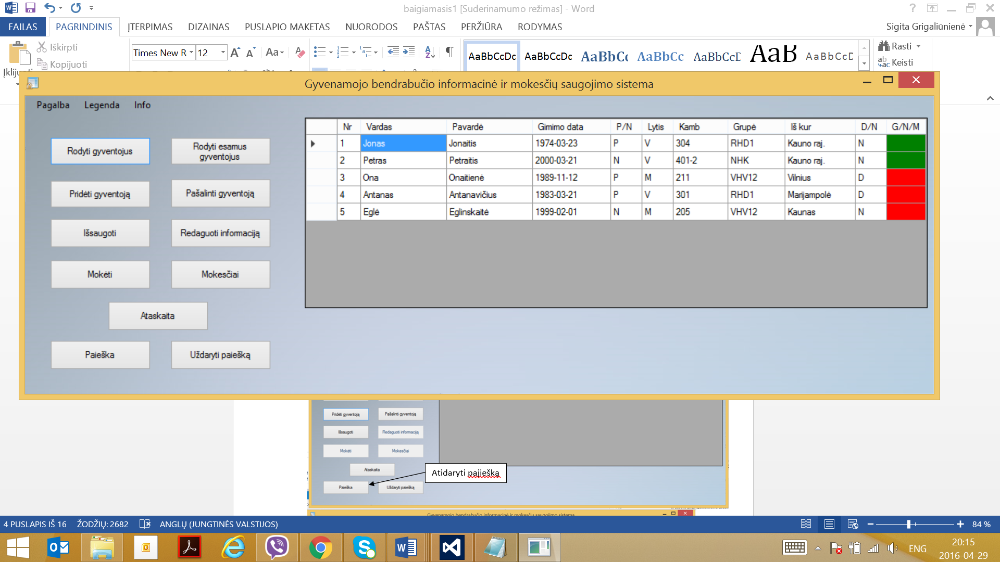 baigiamasis1 [Suderinamumo režimas] - Word
FAILAS PAGRINDINIS ĮTERPIMAS DIZAINAS PUSLAPIO MAKETAS NUORODOS PAŠTAS PERŽIŪRA RODYMAS
Sigita Grigaliūnienė
Iškirpti
Kopijuoti
Times New R 12 Aa
AaBbCcDc AaBbCcDc AaBbC AaBbCc AaBbCcD AaB AaBbCcD
Rasti
Keisti
Gyvenamojo bendrabučio informacinė ir mokesčių saugojimo sistema
Pagalba Legenda Info
Rodyti gyventojus
Rodyti esamus gyventojus
Pridėti gyventoją
Pašalinti gyventoją
Išsaugoti
Redaguoti informaciją
Mokėti
Mokesčiai
Ataskaita
Paieška
Uždaryti paiešką
Nr Vardas Pavardė Gimimo data P/N Lytis Kamb Grupė Iš kur D/N G/N/M
1 Jonas Jonaitis 1974-03-23 P V 304 RHD1 Kauno raj. N
2 Petras Petraitis 2000-03-21 N V 401-2 NHK Kauno raj. N
3 Ona Onaitienė 1989-11-12 P M 211 VHV12 Vilnius D
4 Antanas Antanavičius 1983-03-21 P V 301 RHD1 Marijampolė D
5 Eglė Eglinskaitė 1999-02-01 N M 205 VHV12 Kaunas N
Pridėti gyventoją
Pašalinti gyventoją
Išsaugoti
Redaguoti informaciją
Mokėti
Mokesčiai
Ataskaita
Paieška
Uždaryti paiešką
Atidaryti pajiešką
Gyvenamojo bendrabučio informacinė ir mokesčių saugojimo sistema
4 PUSLAPIS IŠ 16 ŽODŽIŲ: 2682 ANGLŲ (JUNGTINĖS VALSTIJOS)
84 %
ENG
20:15
2016-04-29